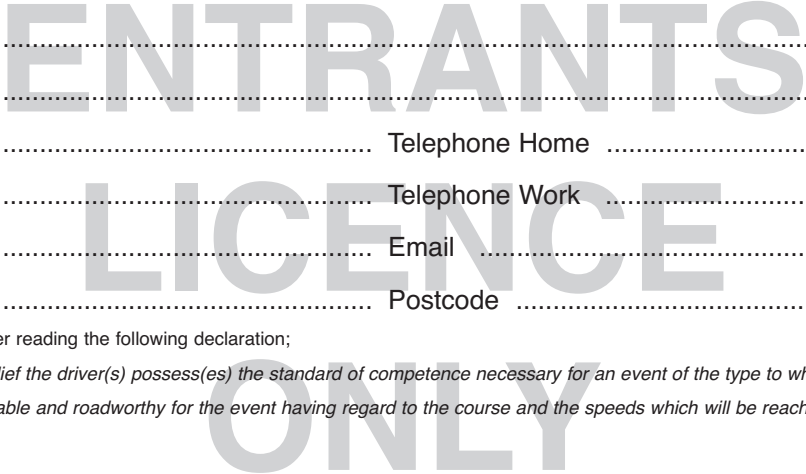 ENTRANTS
Telephone Home
Telephone Work
LICENCE
Email
Postcode
er reading the following declaration;
lief the driver(s) possess(es) the standard of competence necessary for an event of the type to wh
able and roadworthy for the event having regard to the course and the speeds which will be reach
ONLY